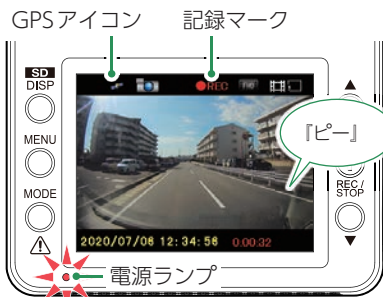 GPSアイコン 記録マーク
SD
DISP
●REC FHD
MENU
『ピー』
MODE
REC/
STOP
2020/07/06 12:34:56 0:00:32
電源ランプ